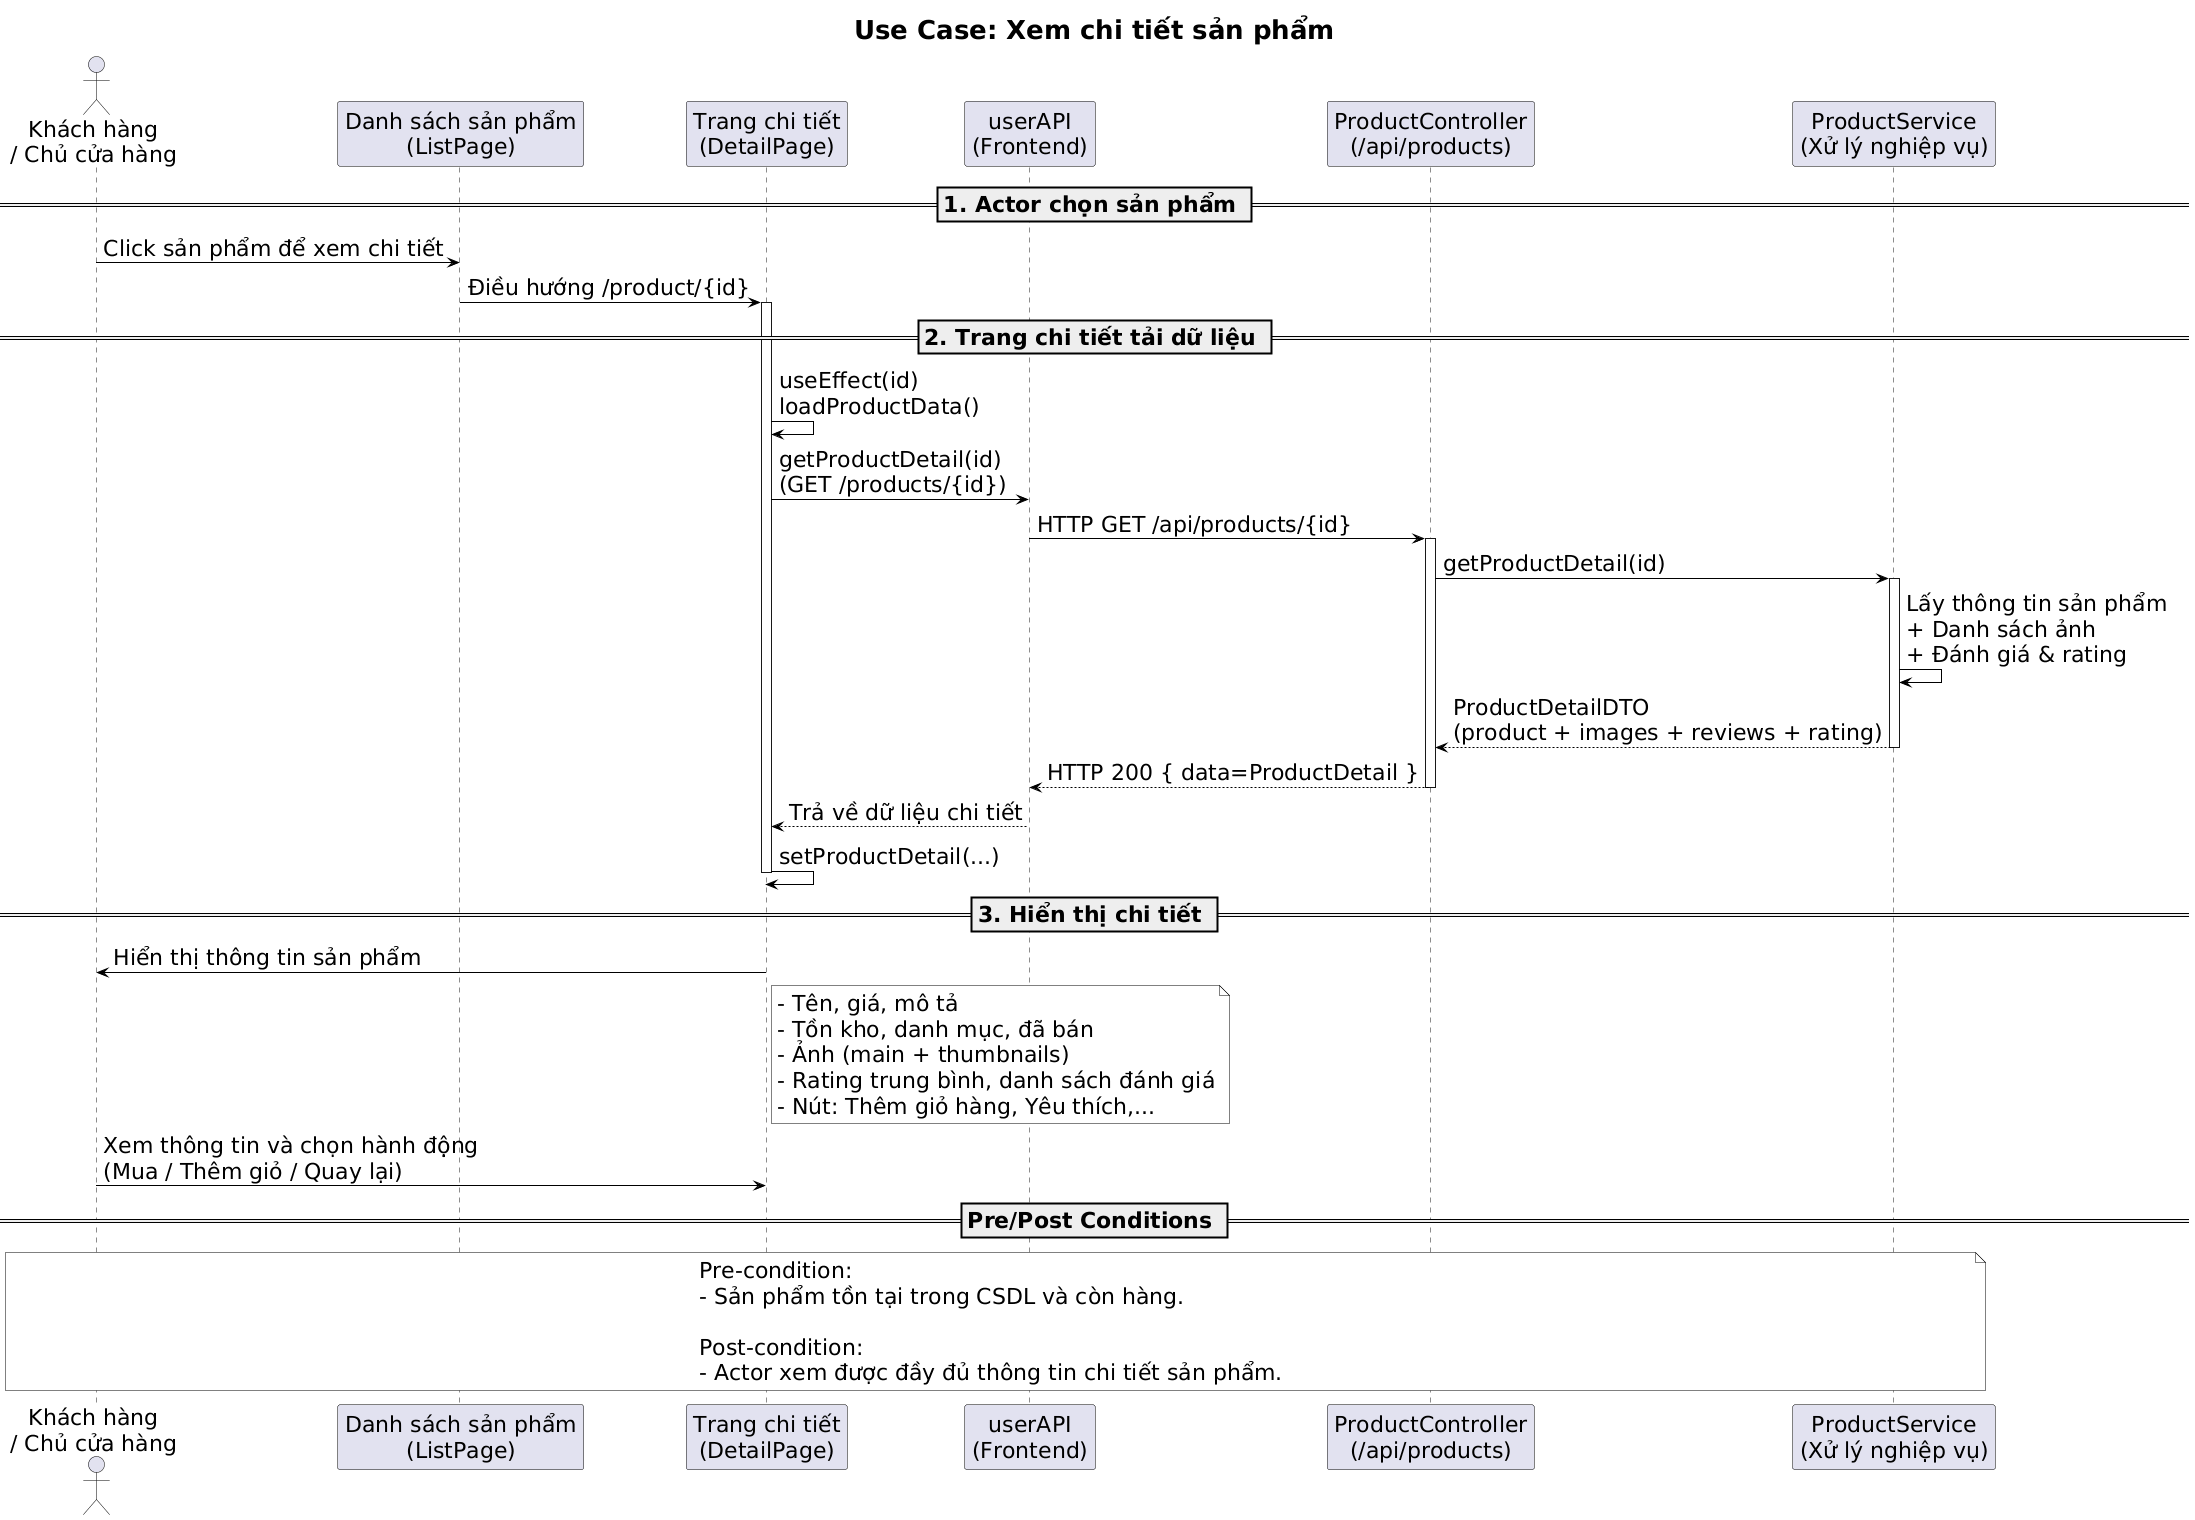 Use Case: Xem chi tiết sản phẩm
Khách hàng
/ Chủ cửa hàng
Danh sách sản phẩm
(ListPage)
Trang chi tiết
(DetailPage)
userAPI
(Frontend)
ProductController
(/api/products)
ProductService
(Xử lý nghiệp vụ)
1. Actor chọn sản phẩm
Click sản phẩm để xem chi tiết
Điều hướng /product/{id}
2. Trang chi tiết tải dữ liệu
useEffect(id)
loadProductData()
getProductDetail(id)
(GET /products/{id})
HTTP GET /api/products/{id}
getProductDetail(id)
Lấy thông tin sản phẩm
+ Danh sách ảnh
+ Đánh giá & rating
ProductDetailDTO
(product + images + reviews + rating)
HTTP 200 { data=ProductDetail }
Trả về dữ liệu chi tiết
setProductDetail(...)
3. Hiển thị chi tiết
Hiển thị thông tin sản phẩm
- Tên, giá, mô tả
- Tồn kho, danh mục, đã bán
- Ảnh (main + thumbnails)
- Rating trung bình, danh sách đánh giá
- Nút: Thêm giỏ hàng, Yêu thích,...
Xem thông tin và chọn hành động
(Mua / Thêm giỏ / Quay lại)
Pre/Post Conditions
Pre-condition:
- Sản phẩm tồn tại trong CSDL và còn hàng.
Post-condition:
- Actor xem được đầy đủ thông tin chi tiết sản phẩm.
Khách hàng
/ Chủ cửa hàng
Danh sách sản phẩm
(ListPage)
Trang chi tiết
(DetailPage)
userAPI
(Frontend)
ProductController
(/api/products)
ProductService
(Xử lý nghiệp vụ)